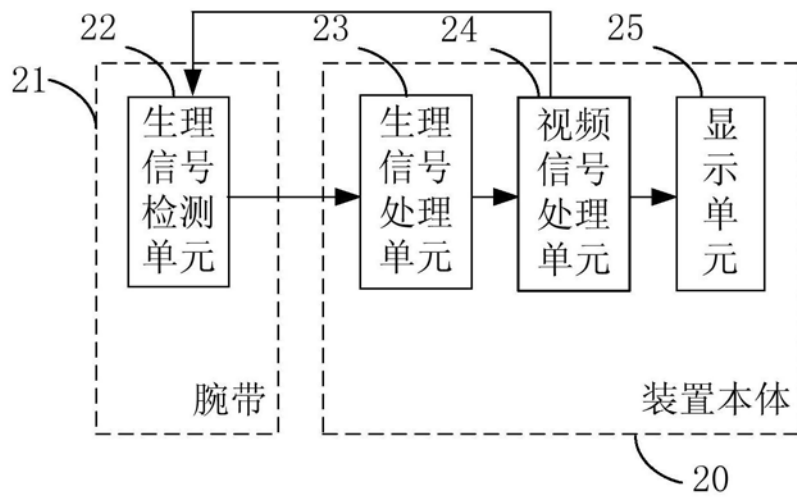 22
23
24
25
21
生理
信号
检测
单元
生理
信号
处理
单元
视频
信号
处理
单元
显
示
单
元
腕带
装置本体
20